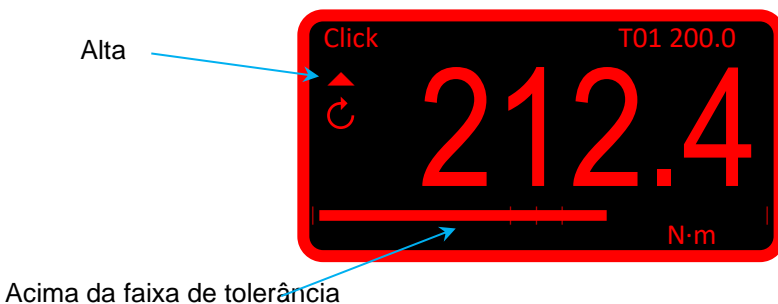 Click T01 200.0
Alta
212.4
N·m
Acima da faixa de tolerância